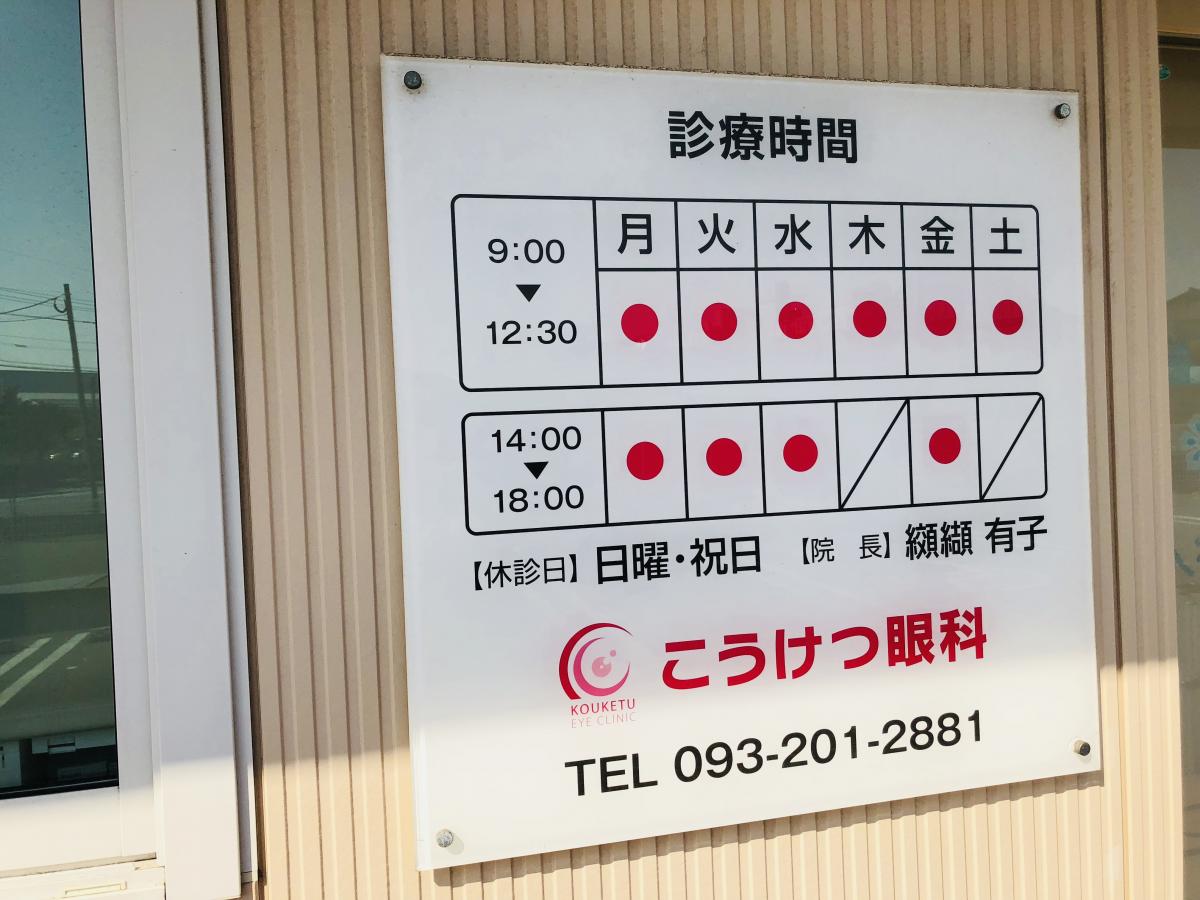 診療時間
9:00 ▼ 12:30
月 火 水 木 金 土
● ● ● ● ● ●
14:00 ▼ 18:00
● ● ● ／ ● ／
【休診日】日曜・祝日 【院 長】纐纈 有子
こうけつ眼科
KOUKETU
EYE CLINIC
TEL 093-201-2881